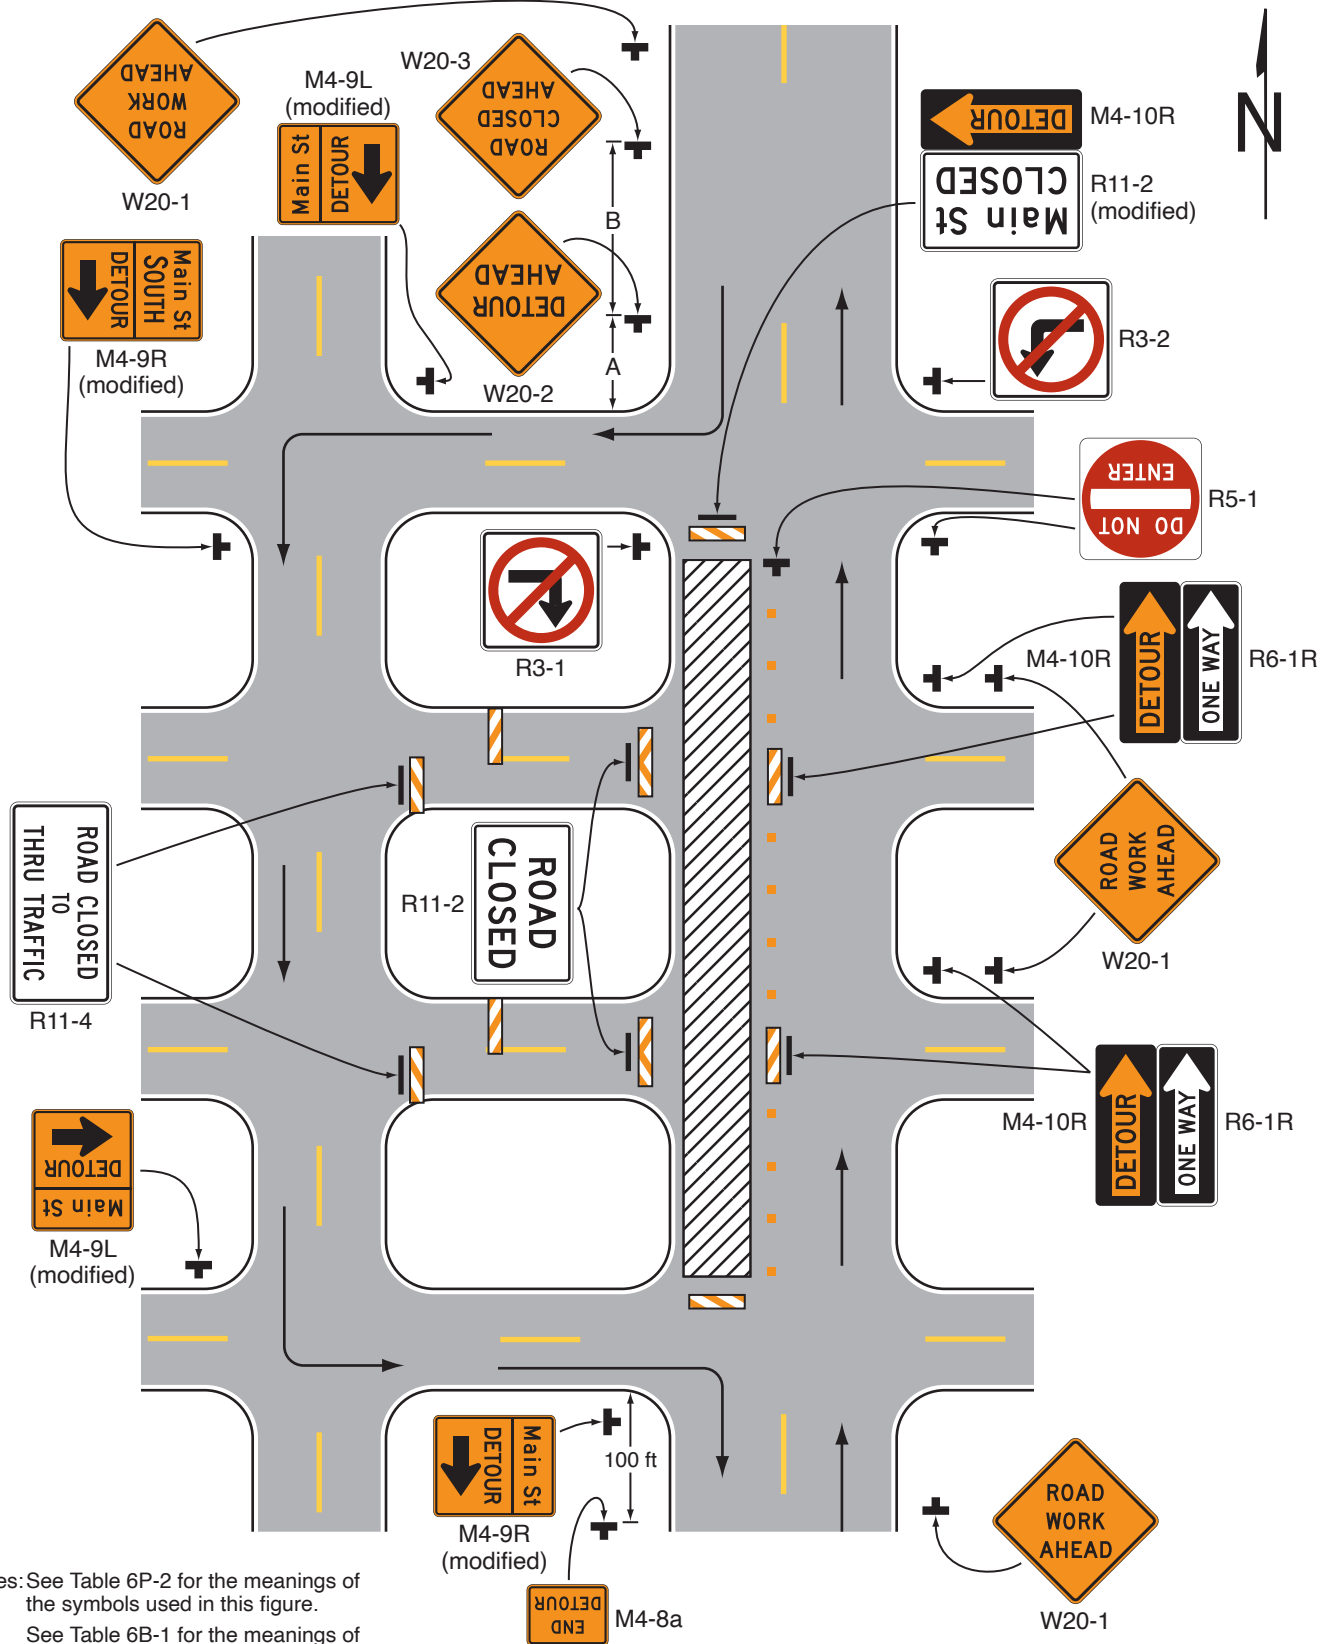 ROAD
WORK
AHEAD
W20-1
M4-9L
(modified)
Main St
DETOUR
W20-3
ROAD
CLOSED
AHEAD
B
DETOUR
AHEAD
W20-2
A
DETOUR
M4-10R
Main St
CLOSED
R11-2
(modified)
N
Main St
SOUTH
DETOUR
M4-9R
(modified)
R3-2
DO NOT
ENTER
R5-1
R3-1
M4-10R
DETOUR
ONE WAY
R6-1R
ROAD CLOSED
TO
THRU TRAFFIC
R11-4
R11-2
ROAD
CLOSED
ROAD
WORK
AHEAD
W20-1
M4-10R
DETOUR
ONE WAY
R6-1R
Main St
DETOUR
M4-9L
(modified)
Main St
DETOUR
M4-9R
(modified)
100 ft
END
DETOUR
M4-8a
ROAD
WORK
AHEAD
W20-1
es: See Table 6P-2 for the meanings of
the symbols used in this figure.
See Table 6B-1 for the meanings of